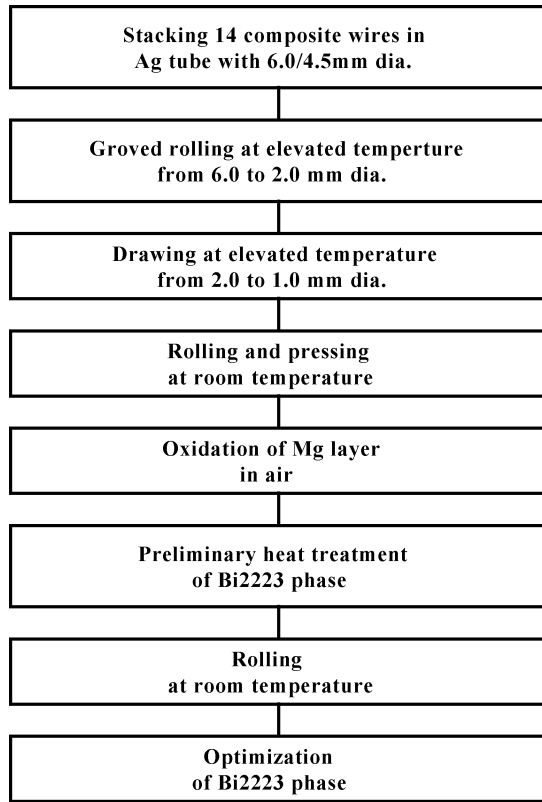 Stacking 14 composite wires in
Ag tube with 6.0/4.5mm dia.
Groved rolling at elevated temperture
from 6.0 to 2.0 mm dia.
Drawing at elevated temperature
from 2.0 to 1.0 mm dia.
Rolling and pressing
at room temperature
Oxidation of Mg layer
in air
Preliminary heat treatment
of Bi2223 phase
Rolling
at room temperature
Optimization
of Bi2223 phase